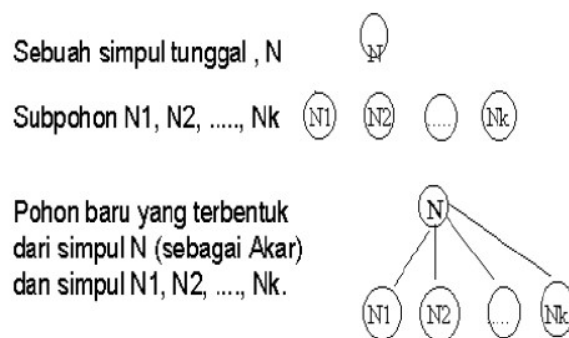 Sebuah simpul tunggal , N
N
Subpohon N1, N2, ....., Nk
N1 N2 ..... Nk
Pohon baru yang terbentuk
dari simpul N (sebagai Akar)
dan simpul N1, N2, ...., Nk.
N
N1 N2 ..... Nk